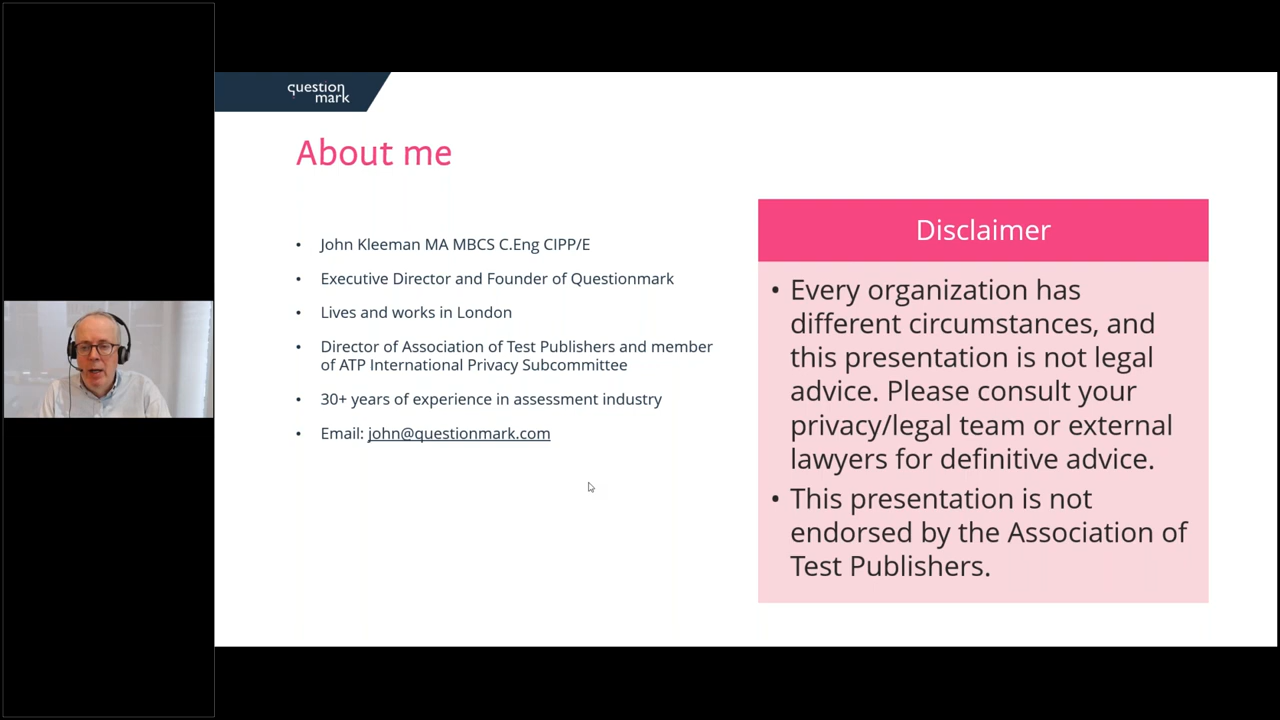 question
mark
About me
• John Kleeman MA MBCS C.Eng CIPP/E
• Executive Director and Founder of Questionmark
• Lives and works in London
• Director of Association of Test Publishers and member
of ATP International Privacy Subcommittee
• 30+ years of experience in assessment industry
• Email: john@questionmark.com
Disclaimer
• Every organization has
different circumstances, and
this presentation is not legal
advice. Please consult your
privacy/legal team or external
lawyers for definitive advice.
• This presentation is not
endorsed by the Association of
Test Publishers.